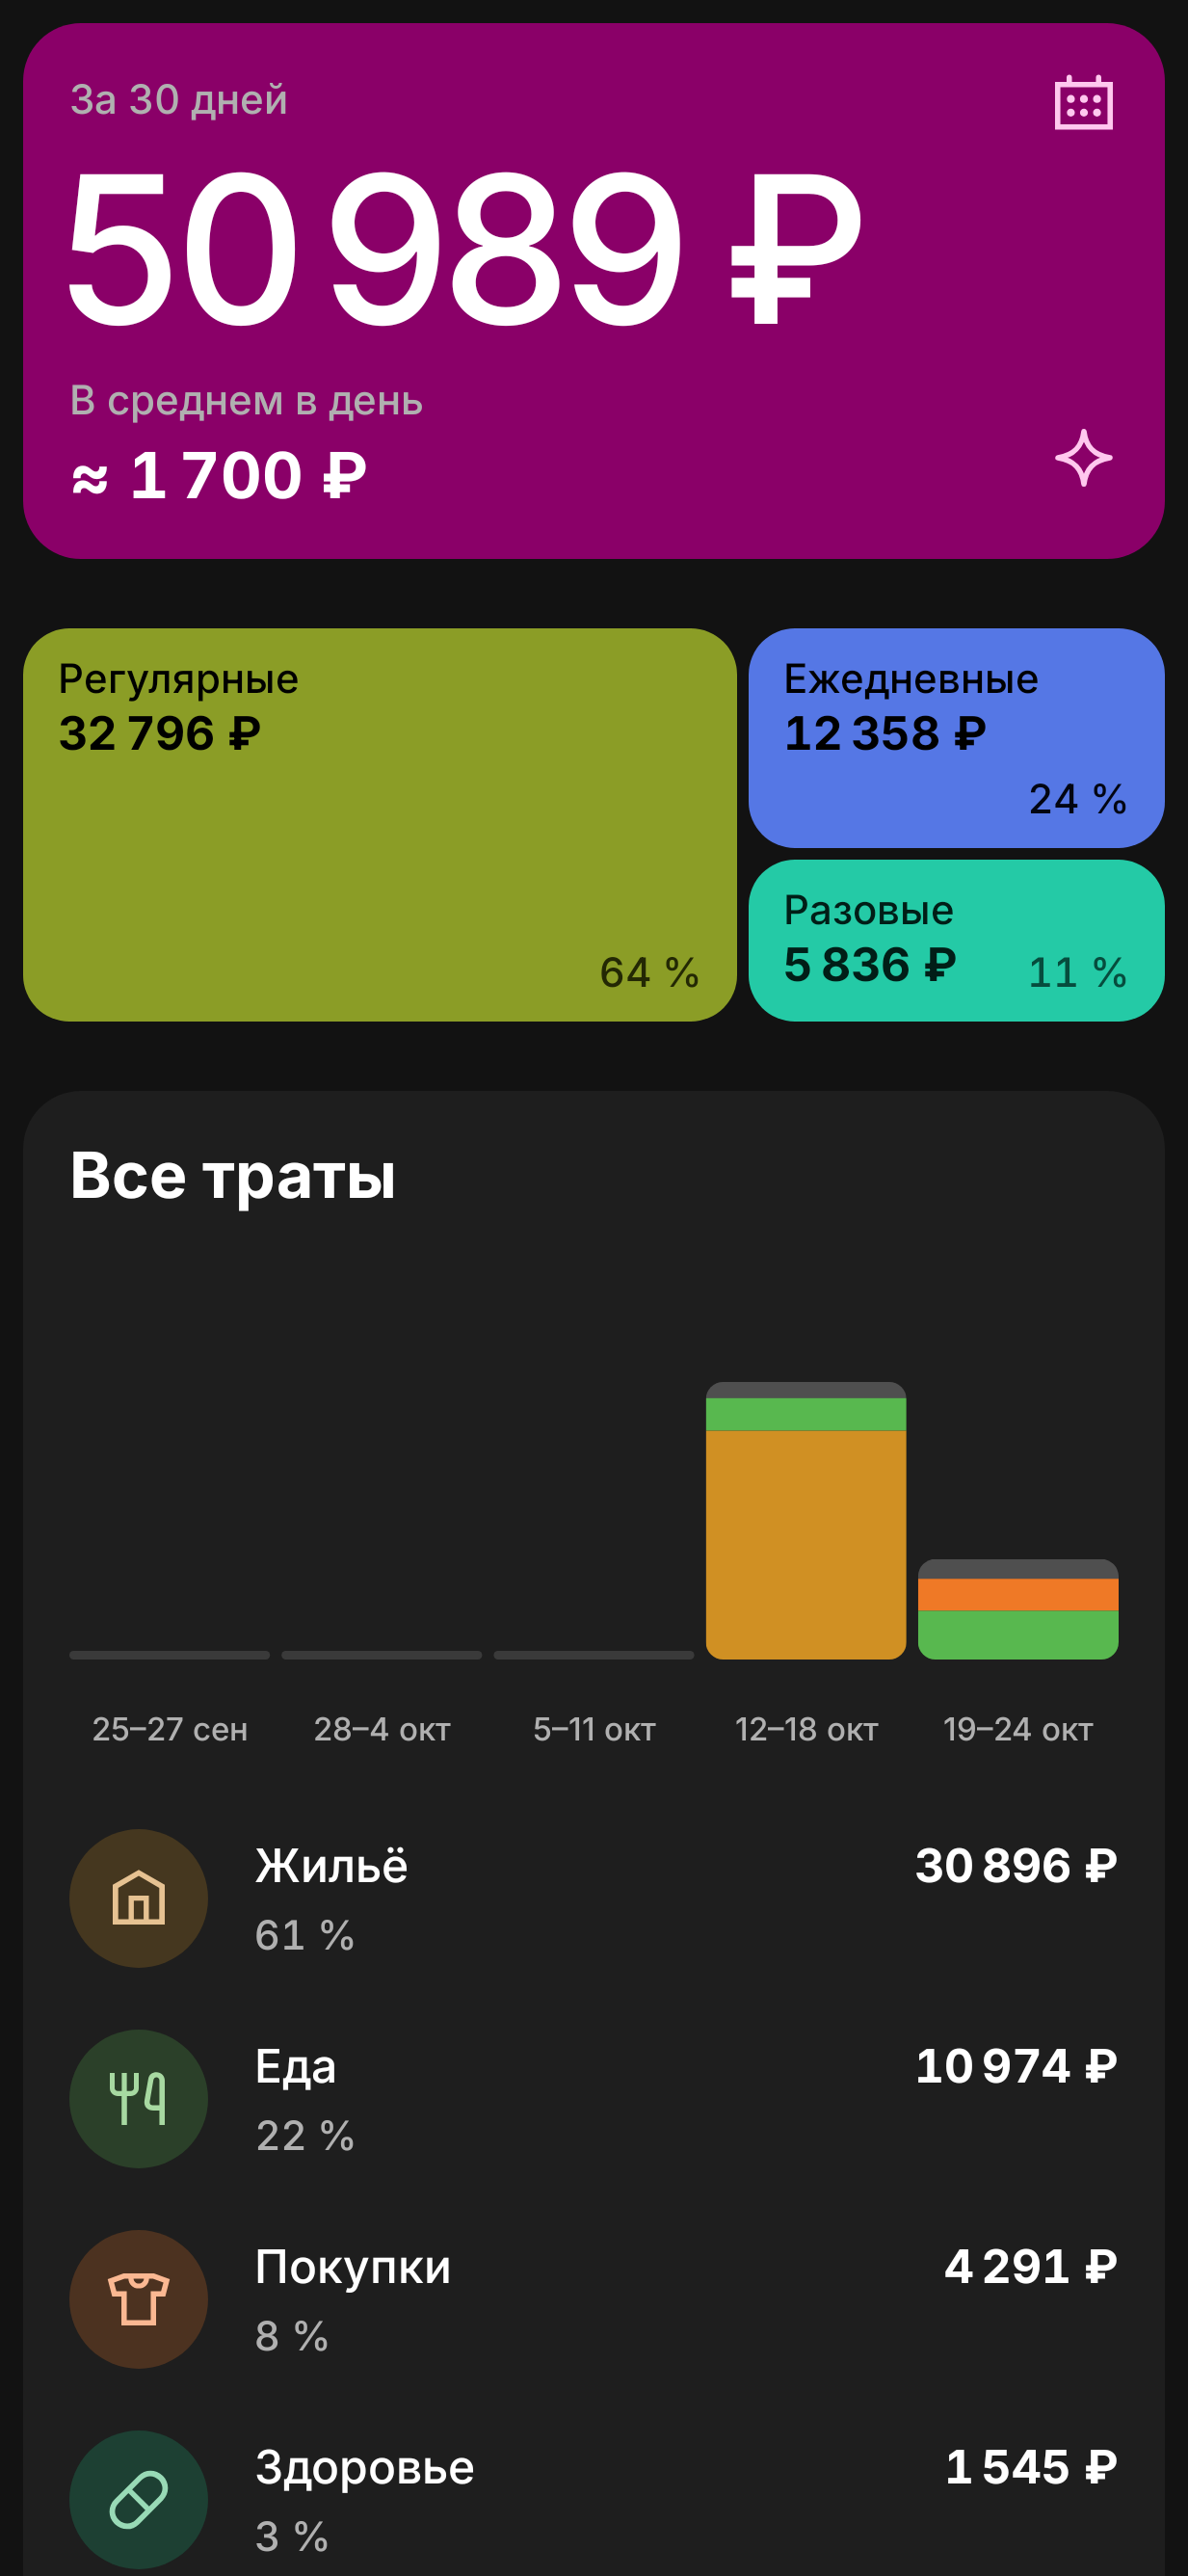 За 30 дней
50 989 ₽
В среднем в день
≈ 1 700 ₽
Регулярные
32 796 ₽
64 %
Ежедневные
12 358 ₽
24 %
Разовые
5 836 ₽
11 %
Все траты
25–27 сен
28–4 окт
5–11 окт
12–18 окт
19–24 окт
Жильё
30 896 ₽
61 %
Еда
10 974 ₽
22 %
Покупки
4 291 ₽
8 %
Здоровье
1 545 ₽
3 %